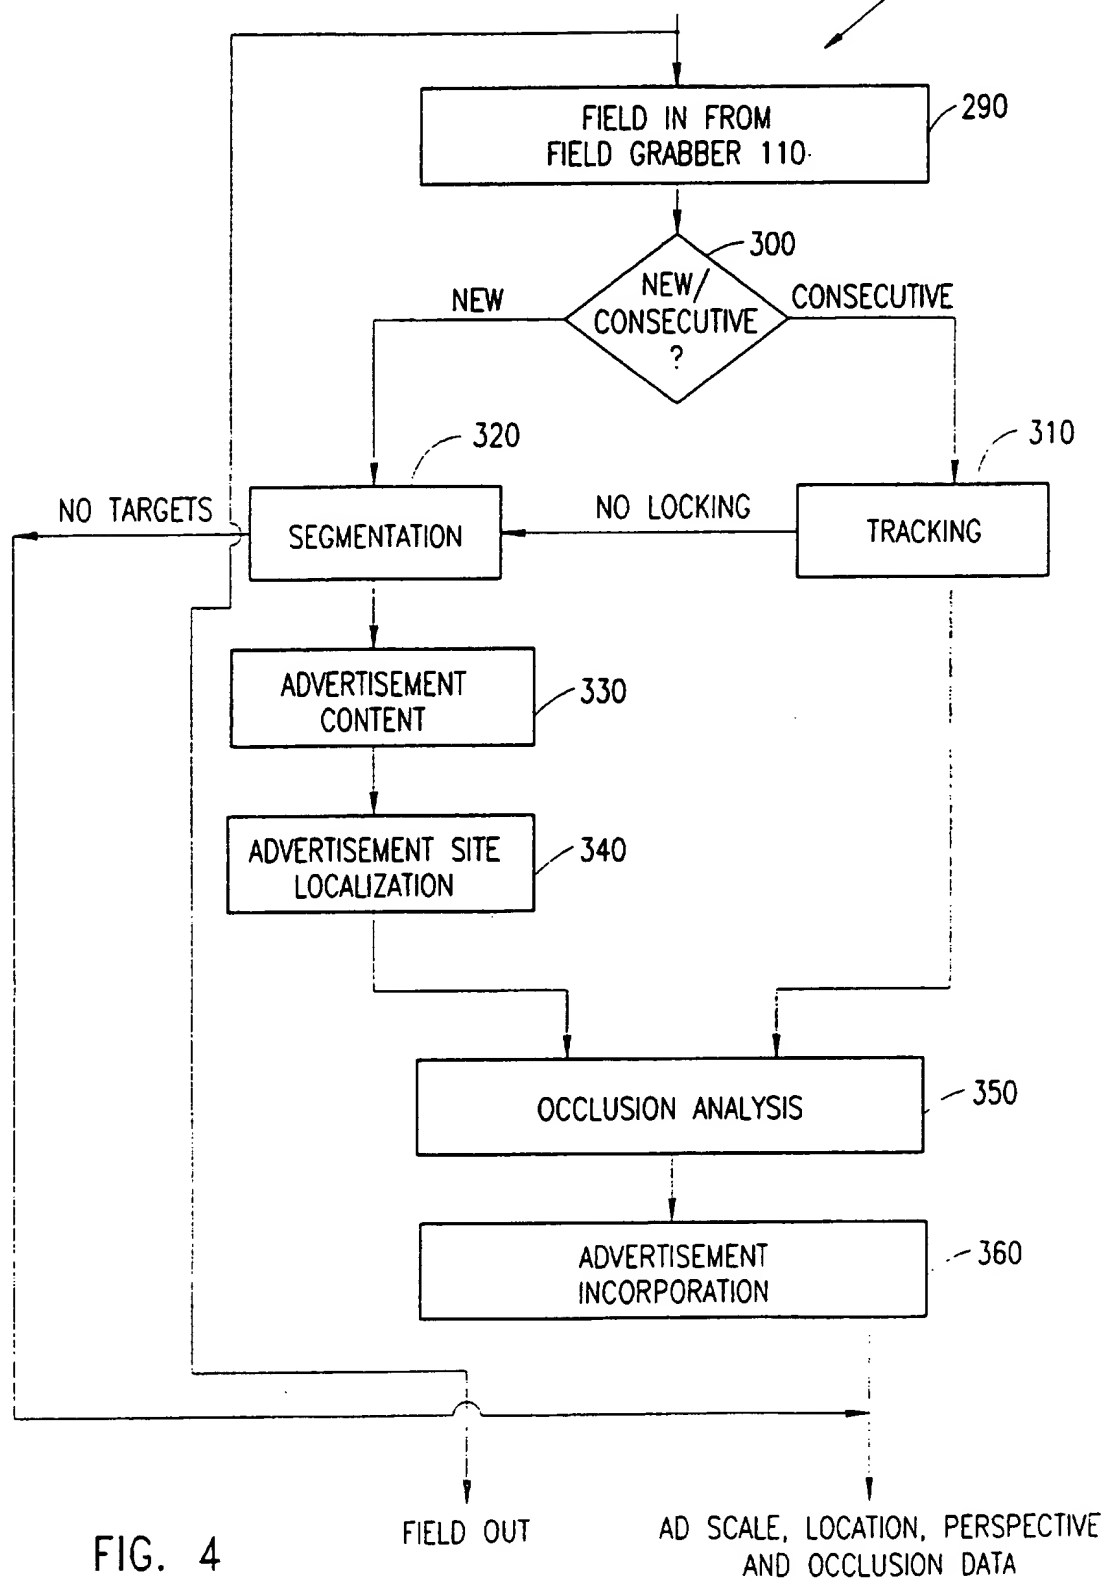 FIELD IN FROM
FIELD GRABBER 110
290
300
NEW/
CONSECUTIVE
?
NEW
CONSECUTIVE
320
310
NO TARGETS
SEGMENTATION
NO LOCKING
TRACKING
ADVERTISEMENT
CONTENT
330
ADVERTISEMENT SITE
LOCALIZATION
340
OCCLUSION ANALYSIS
350
ADVERTISEMENT
INCORPORATION
360
FIELD OUT
AD SCALE, LOCATION, PERSPECTIVE
AND OCCLUSION DATA
FIG. 4